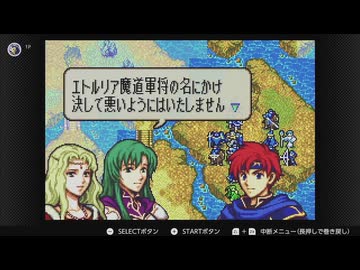 1P
エトルリア魔道軍将の名にかけ
決して悪いようにはいたしません
SELECTボタン
STARTボタン
中断メニュー(長押しで巻き戻し)